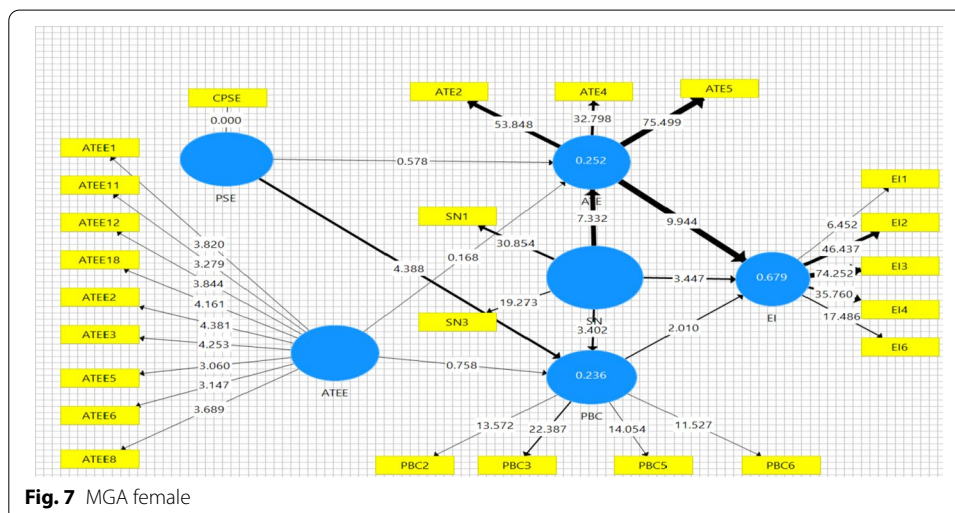 ATE2
ATE4
ATE5
CPSE
0.000
53.848
32.798
75.499
ATEE1
PSE
0.578
0.252
ATE
ATEE11
ATEE12
ATEE18
ATEE2
ATEE3
ATEE5
ATEE6
ATEE8
3.820
3.279
3.844
4.161
4.381
4.253
3.060
3.147
3.689
ATEE
0.168
4.388
0.758
SN1
30.854
7.332
9.944
19.273
SN3
SN
3.402
3.447
2.010
0.679
EI
6.452
46.437
74.252
35.760
17.486
EI1
EI2
EI3
EI4
EI6
0.236
PBC
13.572
22.387
14.054
11.527
PBC2
PBC3
PBC5
PBC6
Fig. 7 MGA female